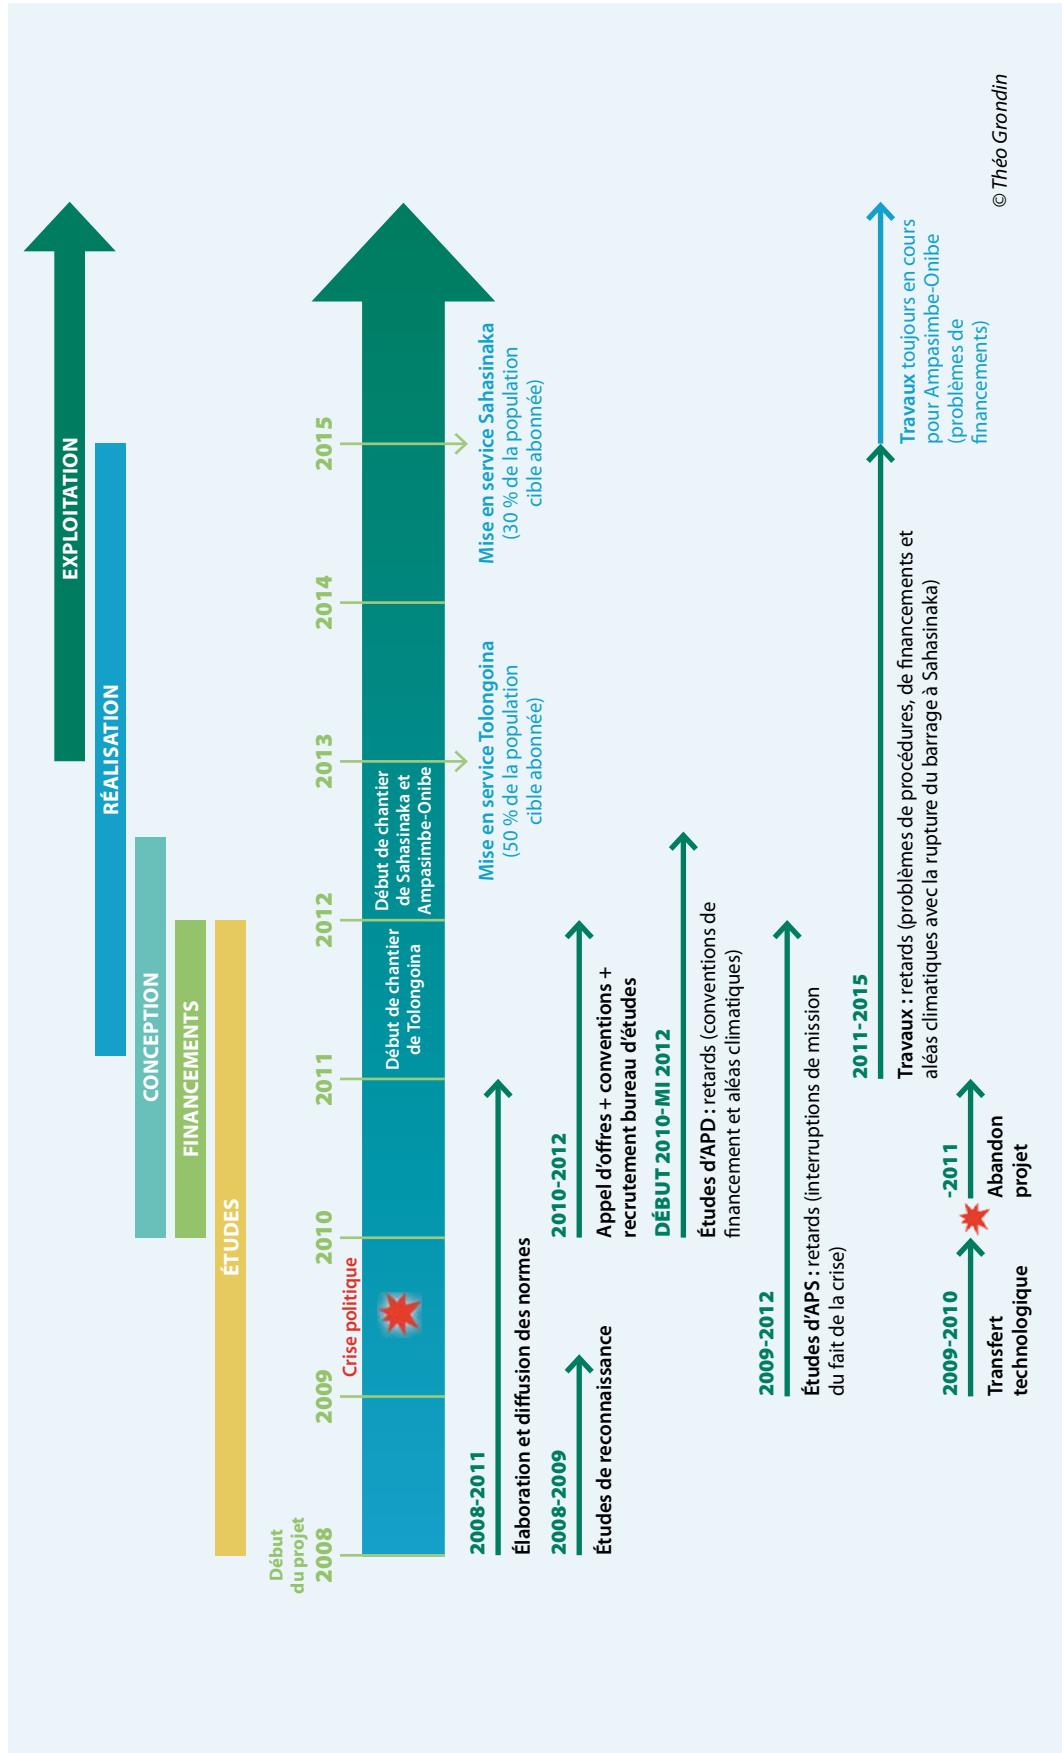 EXPLOITATION
RÉALISATION
CONCEPTION
FINANCEMENTS
ÉTUDES
Début
du projet
2008
2009
2010
2011
2012
2013
2014
2015
Crise politique
Début de chantier
de Tolongoina
Début de chantier
de Sahasinaka et
Ampasimbe-Onibe
Mise en service Tolongoina
(50 % de la population
cible abonnée)
Mise en service Sahasinaka
(30 % de la population
cible abonnée)
2008-2011
Élaboration et diffusion des normes
2008-2009
Études de reconnaissance
2010-2012
Appel d’offres + conventions +
recrutement bureau d’études
DÉBUT 2010-MI 2012
Études d’APD : retards (conventions de
financement et aléas climatiques)
2009-2012
Études d’APS : retards (interruptions de mission
du fait de la crise)
2011-2015
Travaux : retards (problèmes de procédures, de financements et
aléas climatiques avec la rupture du barrage à Sahasinaka)
Travaux toujours en cours
pour Ampasimbe-Onibe
(problèmes de
financements)
2009-2010
Transfert
technologique
-2011
Abandon
projet
© Théo Grondin